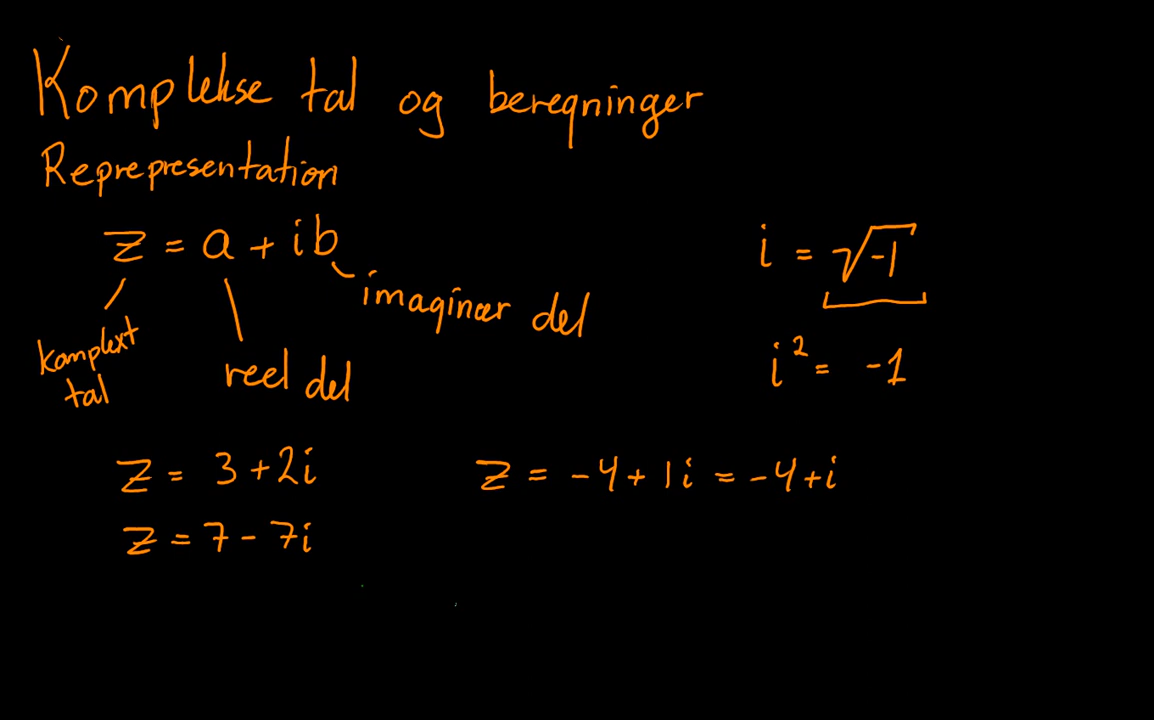 Komplekse tal og beregninger
Reprepresentation
z = a + ib
imaginær del
komplext
tal
reel del
i = √-1
i² = -1
z = 3 + 2i
z = -4 + 1i = -4 + i
z = 7 - 7i